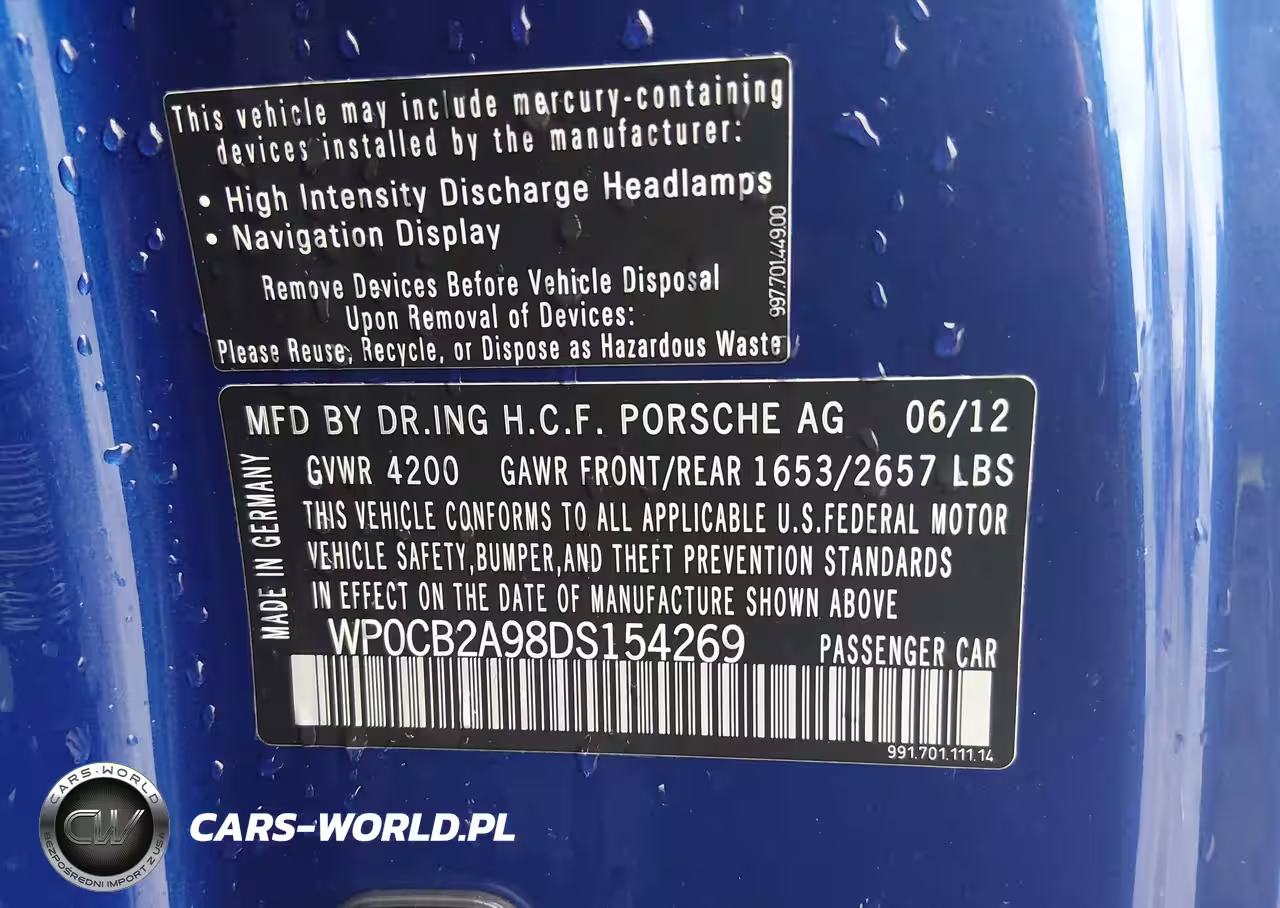 This vehicle may include mercury-containing
devices installed by the manufacturer:
• High Intensity Discharge Headlamps
• Navigation Display
Remove Devices Before Vehicle Disposal
Upon Removal of Devices:
Please Reuse, Recycle, or Dispose as Hazardous Waste
997.701.449.00
MFD BY DR.ING H.C.F. PORSCHE AG 06/12
GVWR 4200 GAWR FRONT/REAR 1653/2657 LBS
THIS VEHICLE CONFORMS TO ALL APPLICABLE U.S.FEDERAL MOTOR
VEHICLE SAFETY,BUMPER,AND THEFT PREVENTION STANDARDS
IN EFFECT ON THE DATE OF MANUFACTURE SHOWN ABOVE
MADE IN GERMANY
WP0CB2A98DS154269 PASSENGER CAR
991.701.111.14
CARS-WORLD
CW
BEZPOŚREDNI IMPORT Z USA
CARS-WORLD.PL